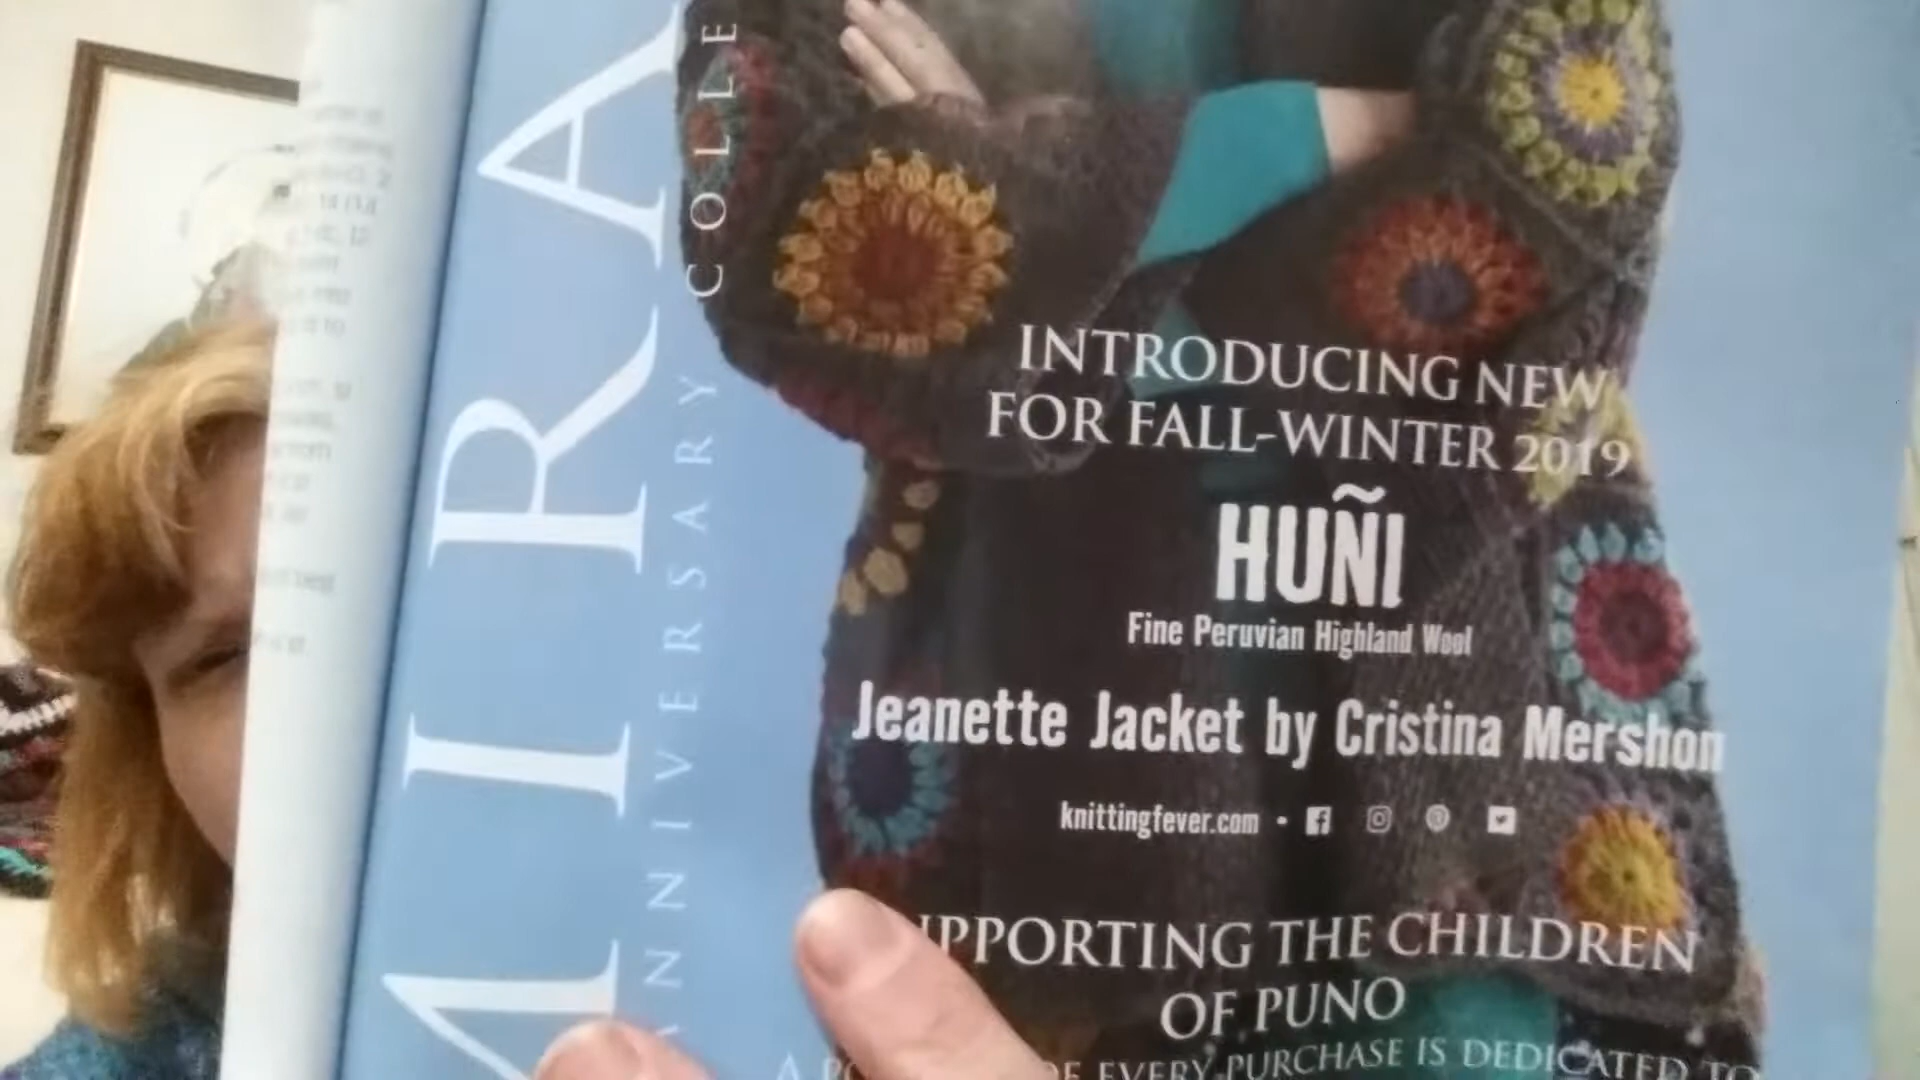 MIRA
ANNIVERSARY COLLE
INTRODUCING NEW
FOR FALL-WINTER 2019
HUÑI
Fine Peruvian Highland Wool
Jeanette Jacket by Cristina Mershon
knittingfever.com •
UPPORTING THE CHILDREN
OF PUNO
OF EVERY PURCHASE IS DEDICATED TO